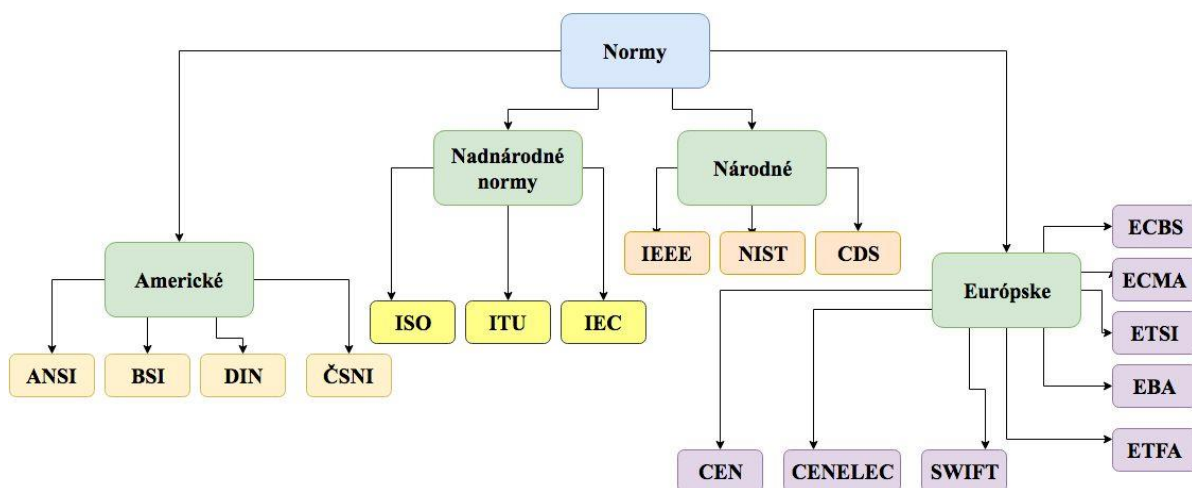 Normy
Nadnárodné
normy
Národné
Americké
Európske
IEEE
NIST
CDS
ISO
ITU
IEC
ANSI
BSI
DIN
ČSNI
ECBS
ECMA
ETSI
EBA
ETFA
CEN
CENELEC
SWIFT